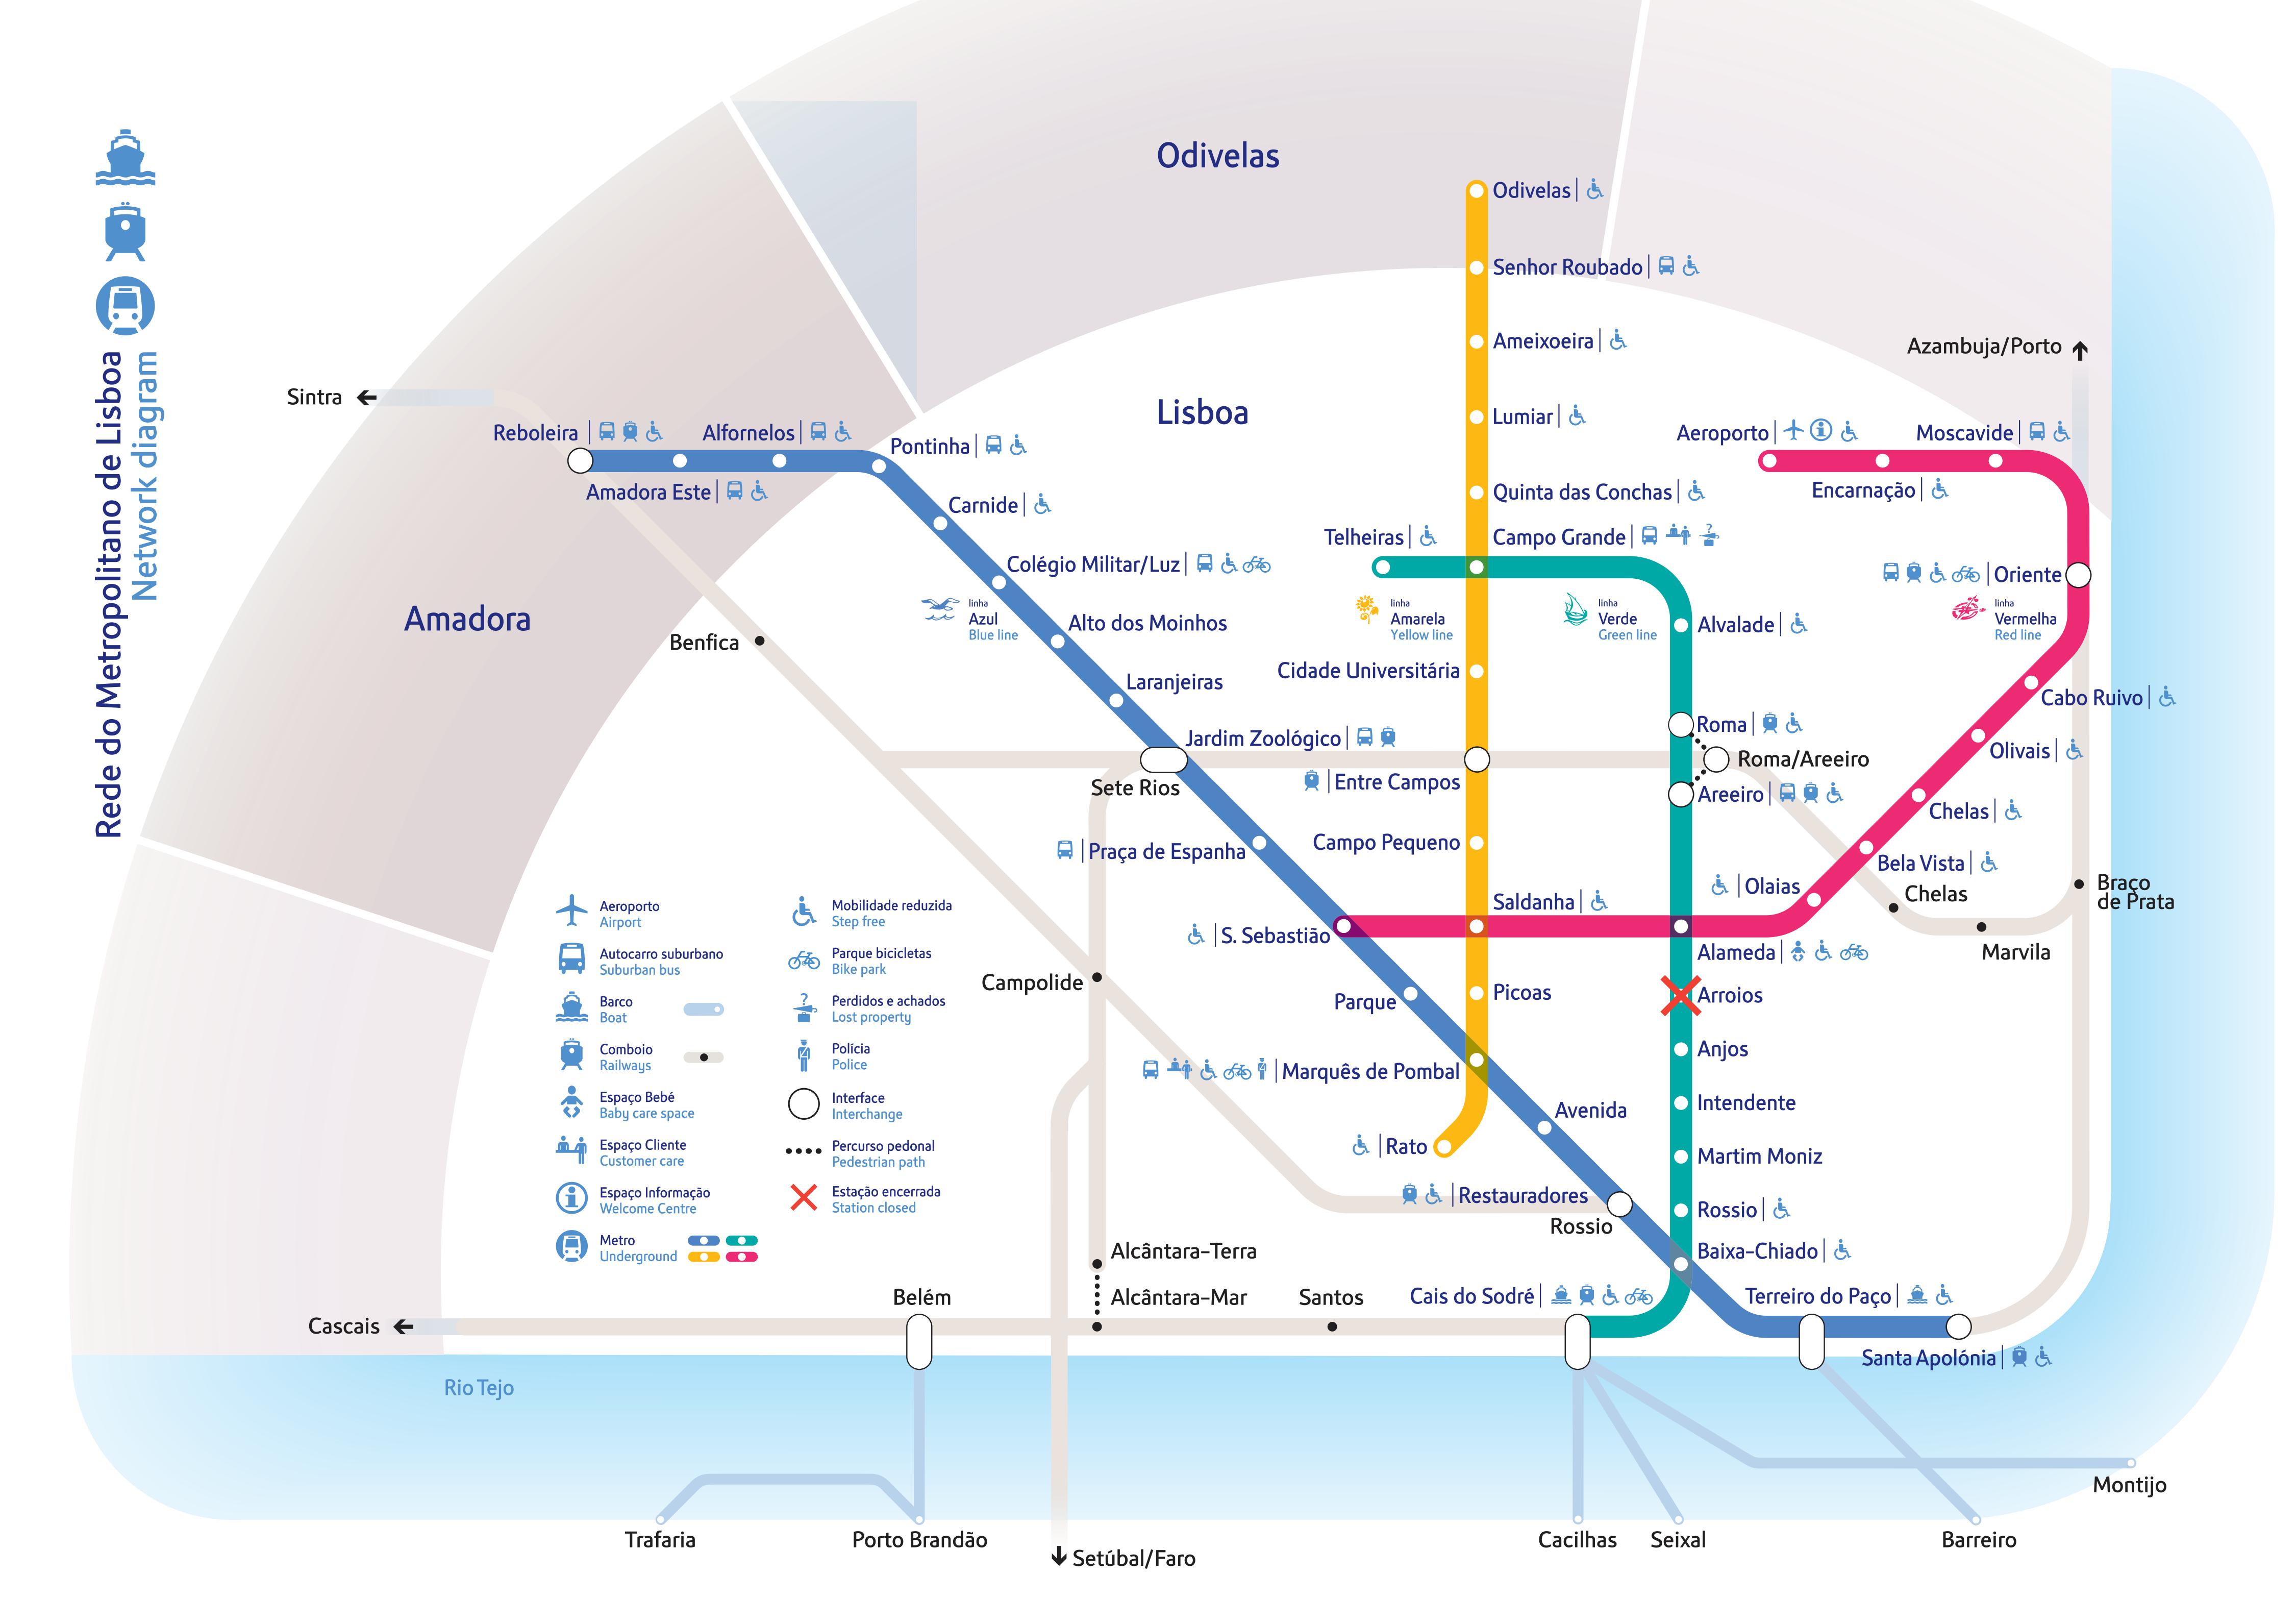 Rede do Metropolitano de Lisboa
Network diagram
Odivelas
Lisboa
Amadora
Odivelas
Senhor Roubado
Ameixoeira
Lumiar
Quinta das Conchas
Campo Grande
Telheiras
Azambuja/Porto
Sintra
Reboleira
Alfornelos
Pontinha
Amadora Este
Carnide
Colégio Militar/Luz
linha
Azul
Blue line
Alto dos Moinhos
Laranjeiras
Jardim Zoológico
Sete Rios
Benfica
linha
Amarela
Yellow line
linha
Verde
Green line
linha
Vermelha
Red line
Aeroporto
Moscavide
Encarnação
Oriente
Alvalade
Cidade Universitária
Roma
Roma/Areeiro
Areeiro
Entre Campos
Campo Pequeno
Cabo Ruivo
Olivais
Chelas
Bela Vista
Olaias
Chelas
Marvila
Braço
de Prata
Praça de Espanha
Saldanha
S. Sebastião
Alameda
Arroios
Campolide
Parque
Picoas
Anjos
Marquês de Pombal
Intendente
Avenida
Rato
Martim Moniz
Restauradores
Rossio
Rossio
Baixa-Chiado
Alcântara-Terra
Alcântara-Mar
Santos
Cais do Sodré
Terreiro do Paço
Santa Apolónia
Belém
Cascais
Rio Tejo
Aeroporto
Airport
Autocarro suburbano
Suburban bus
Barco
Boat
Comboio
Railways
Espaço Bebé
Baby care space
Espaço Cliente
Customer care
Espaço Informação
Welcome Centre
Metro
Underground
Mobilidade reduzida
Step free
Parque bicicletas
Bike park
Perdidos e achados
Lost property
Polícia
Police
Interface
Interchange
Percurso pedonal
Pedestrian path
Estação encerrada
Station closed
Trafaria
Porto Brandão
Setúbal/Faro
Cacilhas
Seixal
Barreiro
Montijo